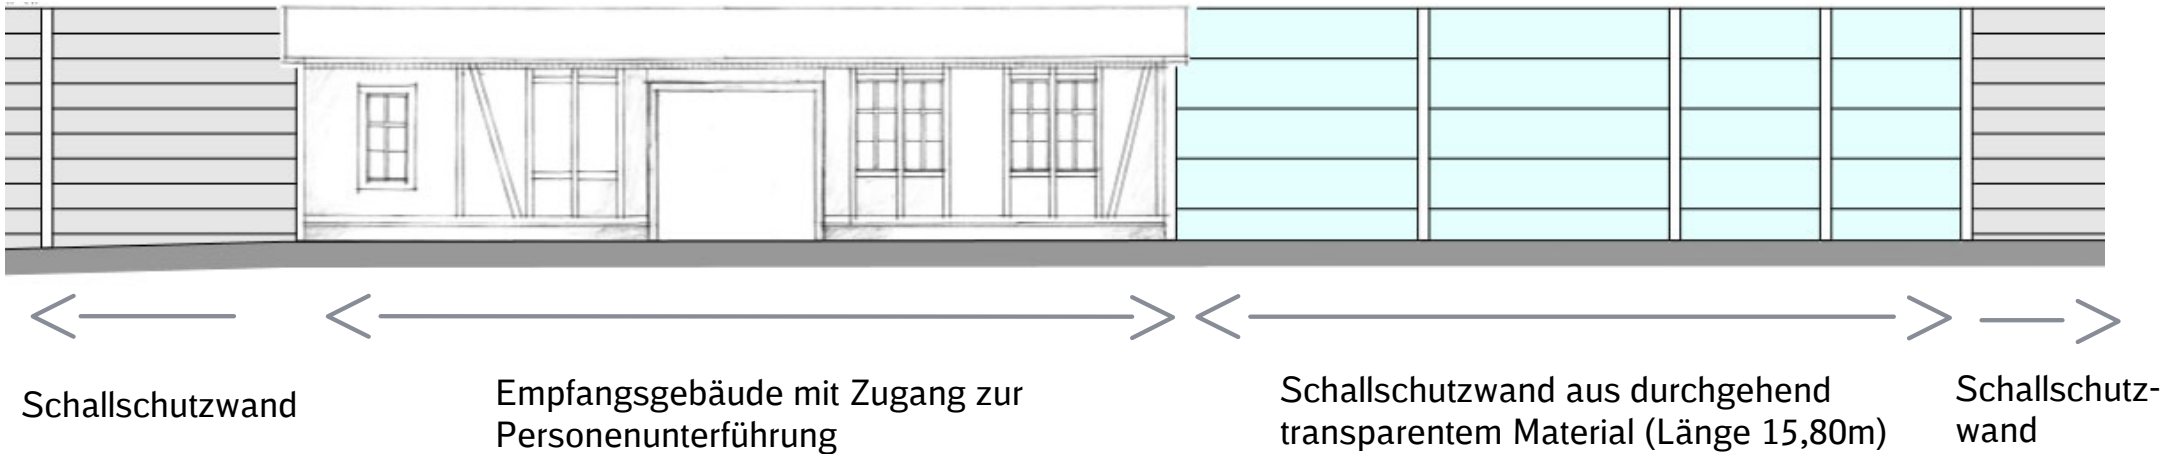 Schallschutzwand
Empfangsgebäude mit Zugang zur
Personenunterführung
Schallschutzwand aus durchgehend
transparentem Material (Länge 15,80m)
Schallschutz-
wand